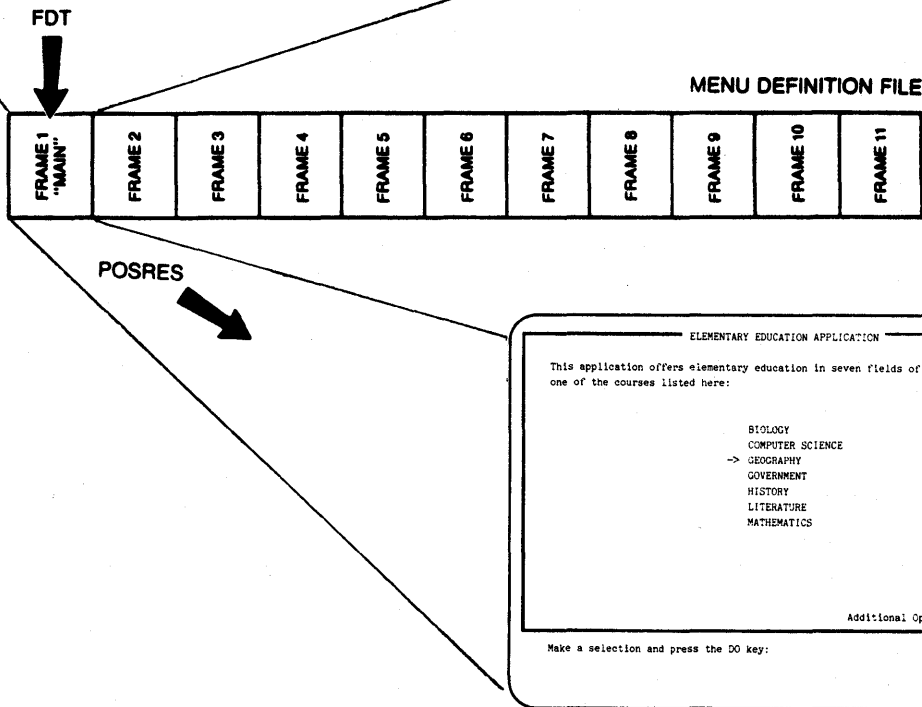 FDT
MENU DEFINITION FILE
FRAME 1
"MAIN"
FRAME 2
FRAME 3
FRAME 4
FRAME 5
FRAME 6
FRAME 7
FRAME 8
FRAME 9
FRAME 10
FRAME 11
POSRES
ELEMENTARY EDUCATION APPLICATION
This application offers elementary education in seven fields of
one of the courses listed here:
BIOLOGY
COMPUTER SCIENCE
-> GEOGRAPHY
GOVERNMENT
HISTORY
LITERATURE
MATHEMATICS
Additional Op
Make a selection and press the DO key: